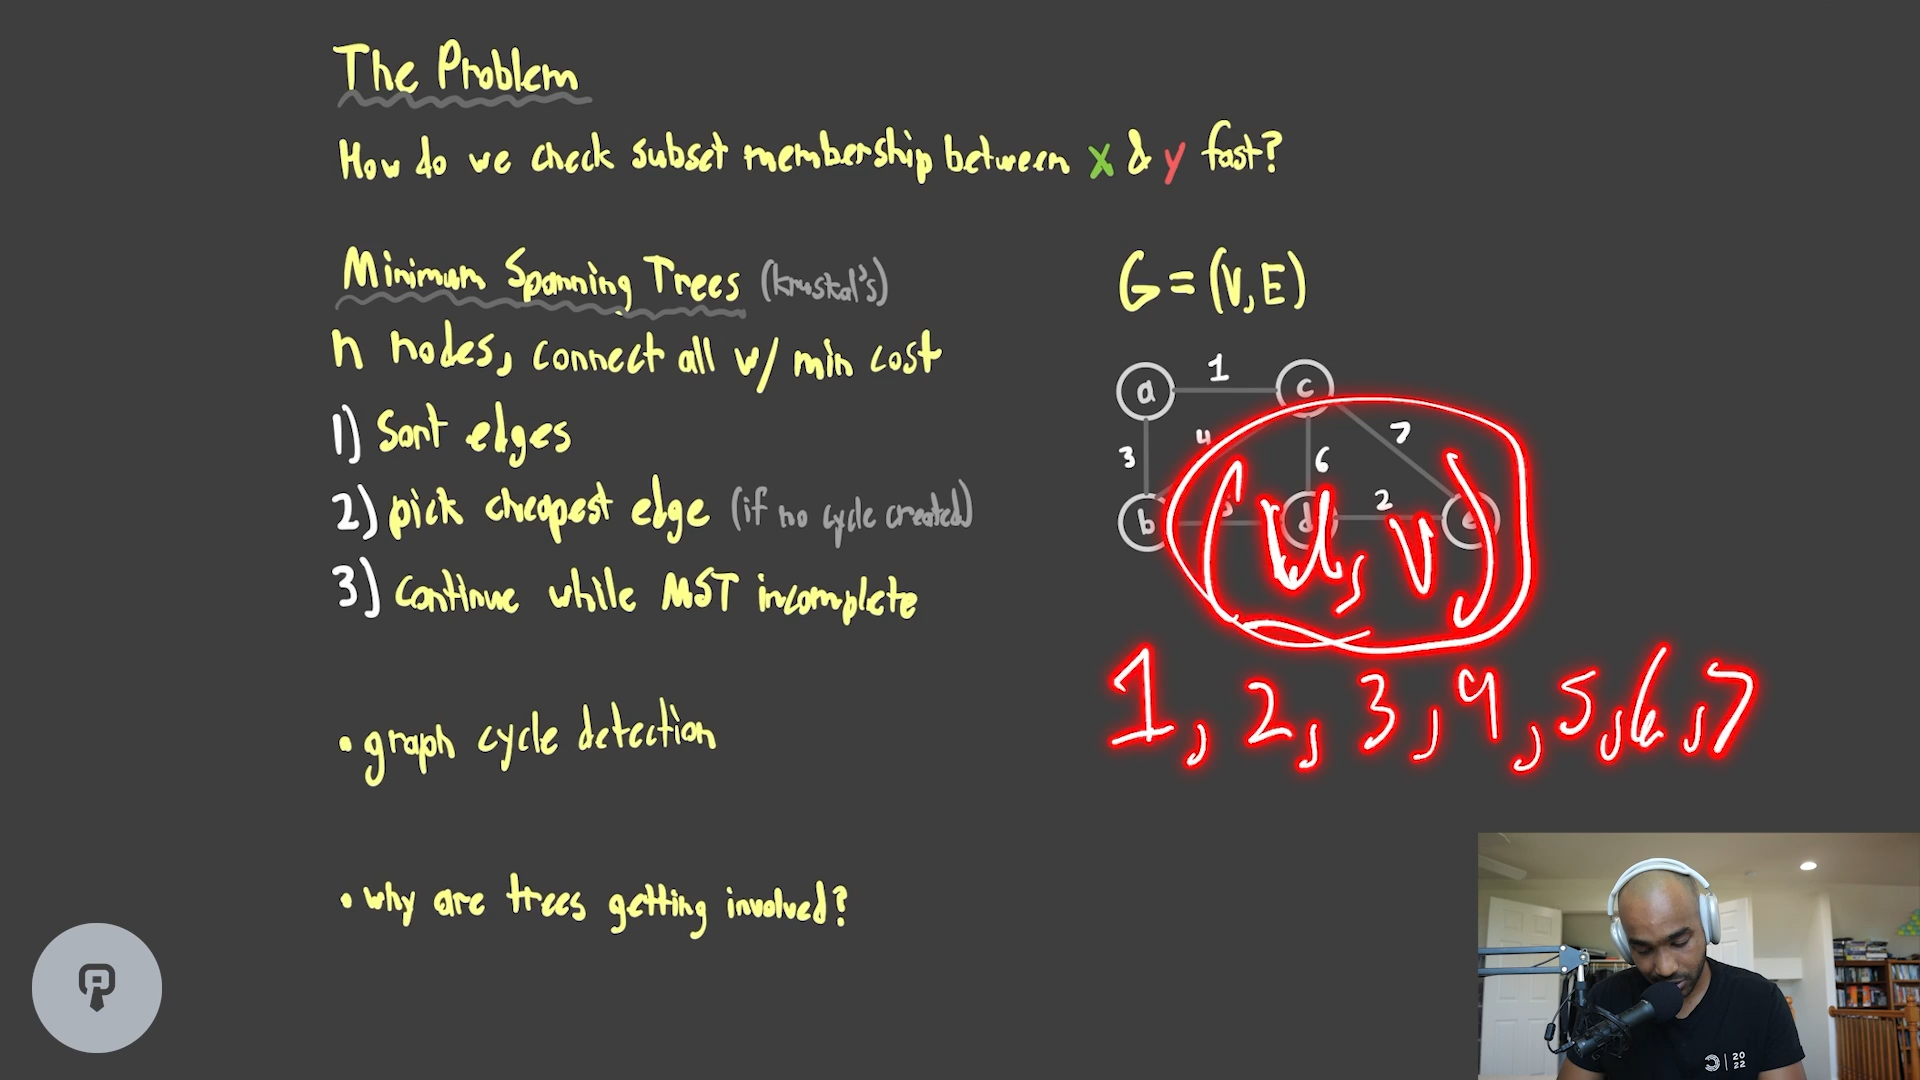 The Problem
How do we check subset membership between x & y fast?
Minimum Spanning Trees (kruskal's)
G = (V, E)
n nodes, connect all w/ min cost
1) Sort edges
2) pick cheapest edge (if no cycle created)
3) continue while MST incomplete
a 1 c
3 4 6 7
b d 2 e
(u, v)
1, 2, 3, 4, 5, 6, 7
• graph cycle detection
• why are trees getting involved?
20
22